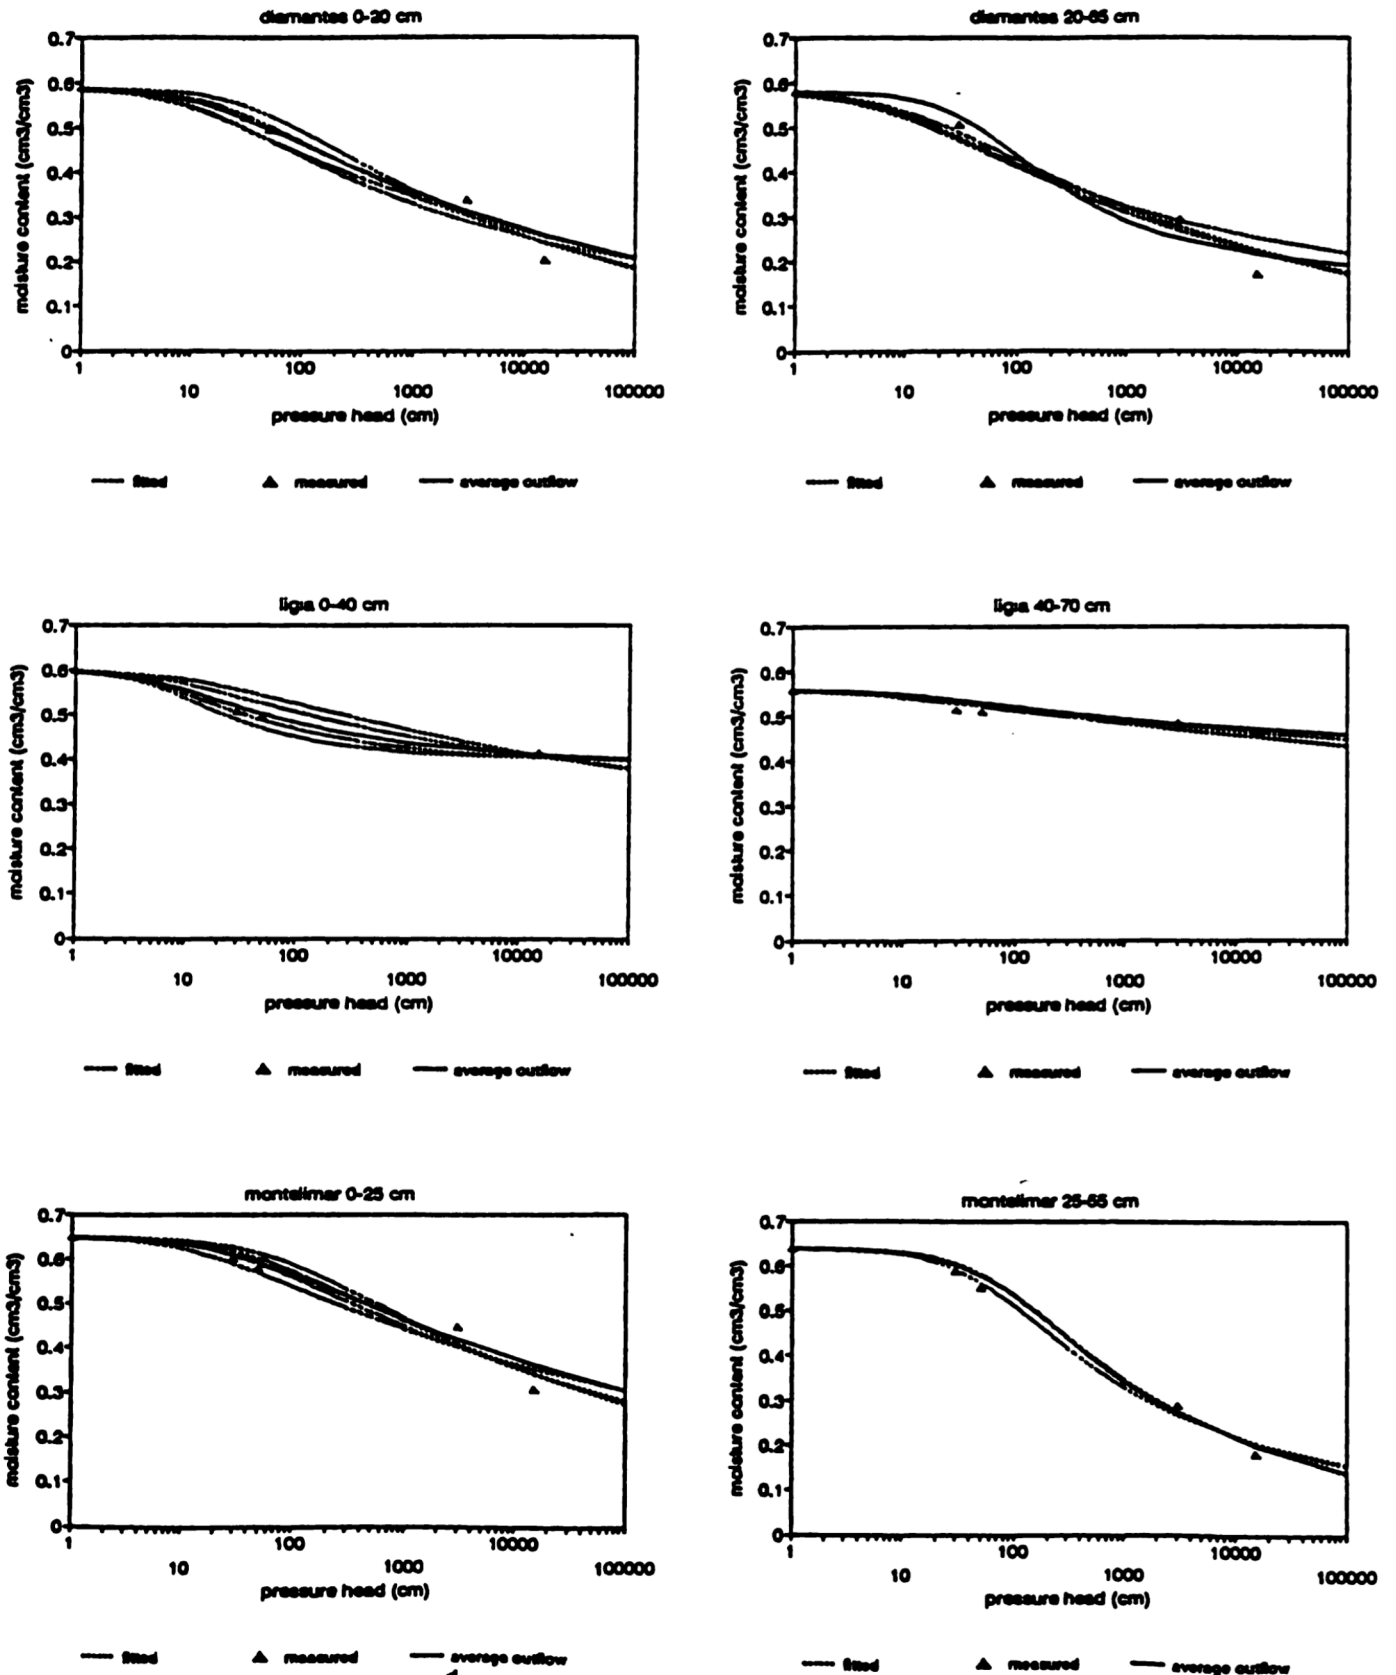 diamantes 0-20 cm
moisture content (cm3/cm3)
0.7
0.6
0.5
0.4
0.3
0.2
0.1
0
1 100 10000
10 1000 100000
pressure head (cm)
fitted measured average outflow
diamantes 20-65 cm
moisture content (cm3/cm3)
0.7
0.6
0.5
0.4
0.3
0.2
0.1
0
1 100 10000
10 1000 100000
pressure head (cm)
fitted measured average outflow
ligia 0-40 cm
moisture content (cm3/cm3)
0.7
0.6
0.5
0.4
0.3
0.2
0.1
0
1 100 10000
10 1000 100000
pressure head (cm)
fitted measured average outflow
ligia 40-70 cm
moisture content (cm3/cm3)
0.7
0.6
0.5
0.4
0.3
0.2
0.1
0
1 100 10000
10 1000 100000
pressure head (cm)
fitted measured average outflow
montelimar 0-25 cm
moisture content (cm3/cm3)
0.7
0.6
0.5
0.4
0.3
0.2
0.1
0
1 100 10000
10 1000 100000
pressure head (cm)
fitted measured average outflow
montelimar 25-65 cm
moisture content (cm3/cm3)
0.7
0.6
0.5
0.4
0.3
0.2
0.1
0
1 100 10000
10 1000 100000
pressure head (cm)
fitted measured average outflow